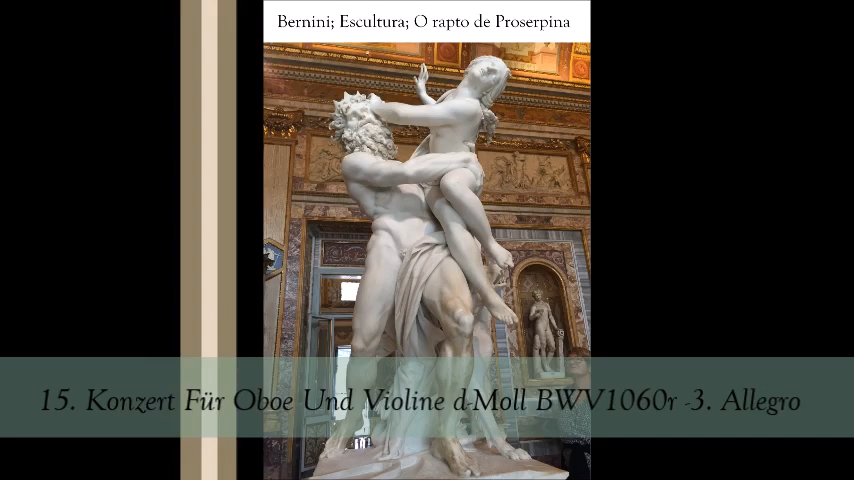 Bernini; Escultura; O rapto de Proserpina
15. Konzert Für Oboe Und Violine d-Moll BWV1060r -3. Allegro